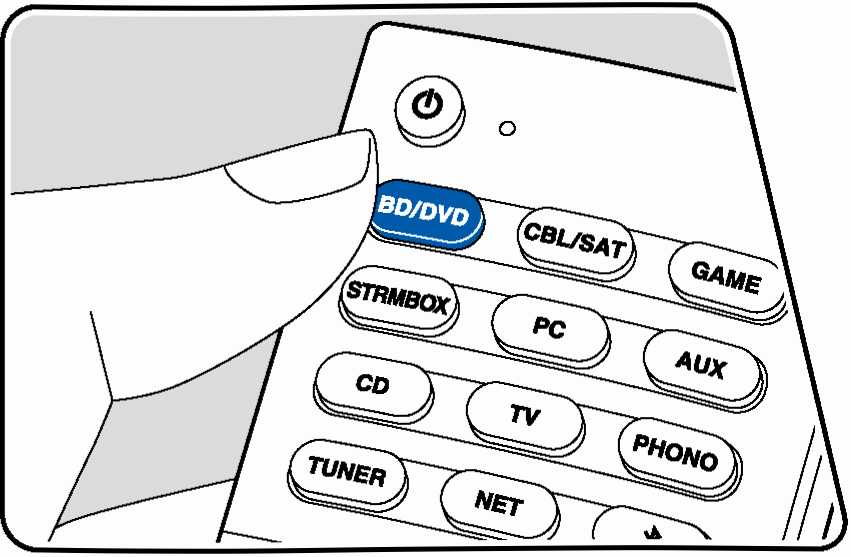 BD/DVD
CBL/SAT
GAME
STRMBOX
PC
AUX
CD
TV
PHONO
TUNER
NET